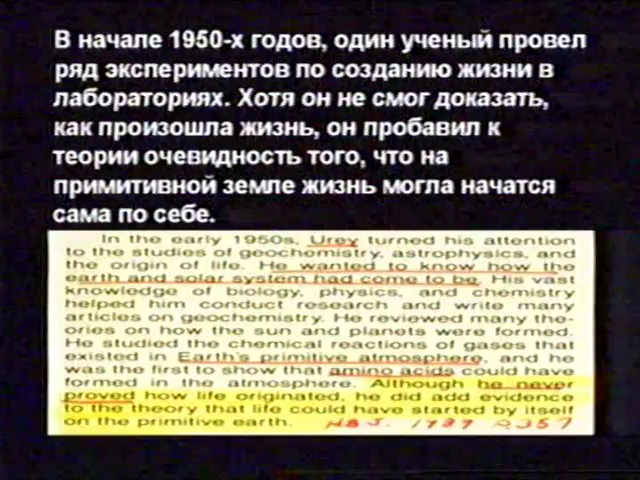 В начале 1950-х годов, один ученый провел
ряд экспериментов по созданию жизни в
лабораториях. Хотя он не смог доказать,
как произошла жизнь, он пробавил к
теории очевидность того, что на
примитивной земле жизнь могла начатся
сама по себе.
In the early 1950s, Urey turned his attention
to the studies of geochemistry, astrophysics, and
the origin of life. He wanted to know how the
earth and solar system had come to be. His vast
knowledge of biology, physics, and chemistry
helped him conduct research and write many
articles on geochemistry. He reviewed many the-
ories on how the sun and planets were formed.
He studied the chemical reactions of gases that
existed in Earth's primitive atmosphere, and he
was the first to show that amino acids could have
formed in the atmosphere. Although he never
proved how life originated, he did add evidence
to the theory that life could have started by itself
on the primitive earth. HBJ. 1989 P.357